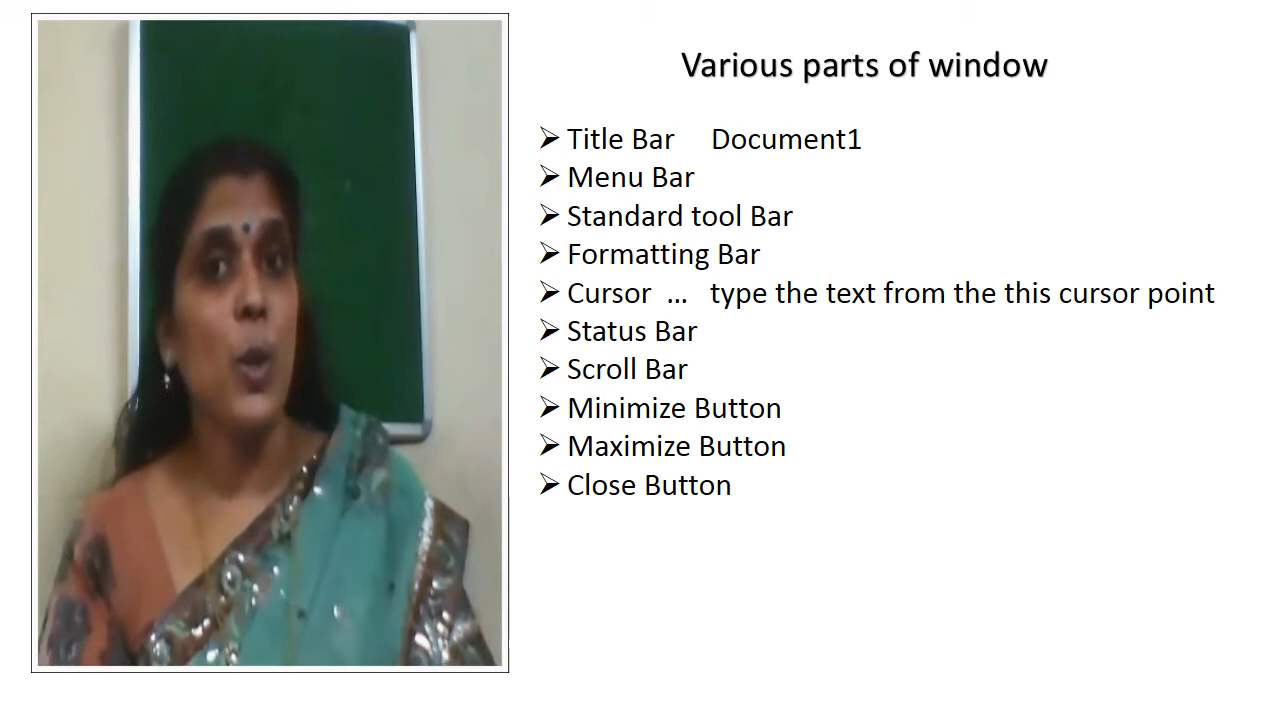 Various parts of window
Title Bar Document1
Menu Bar
Standard tool Bar
Formatting Bar
Cursor ... type the text from the this cursor point
Status Bar
Scroll Bar
Minimize Button
Maximize Button
Close Button